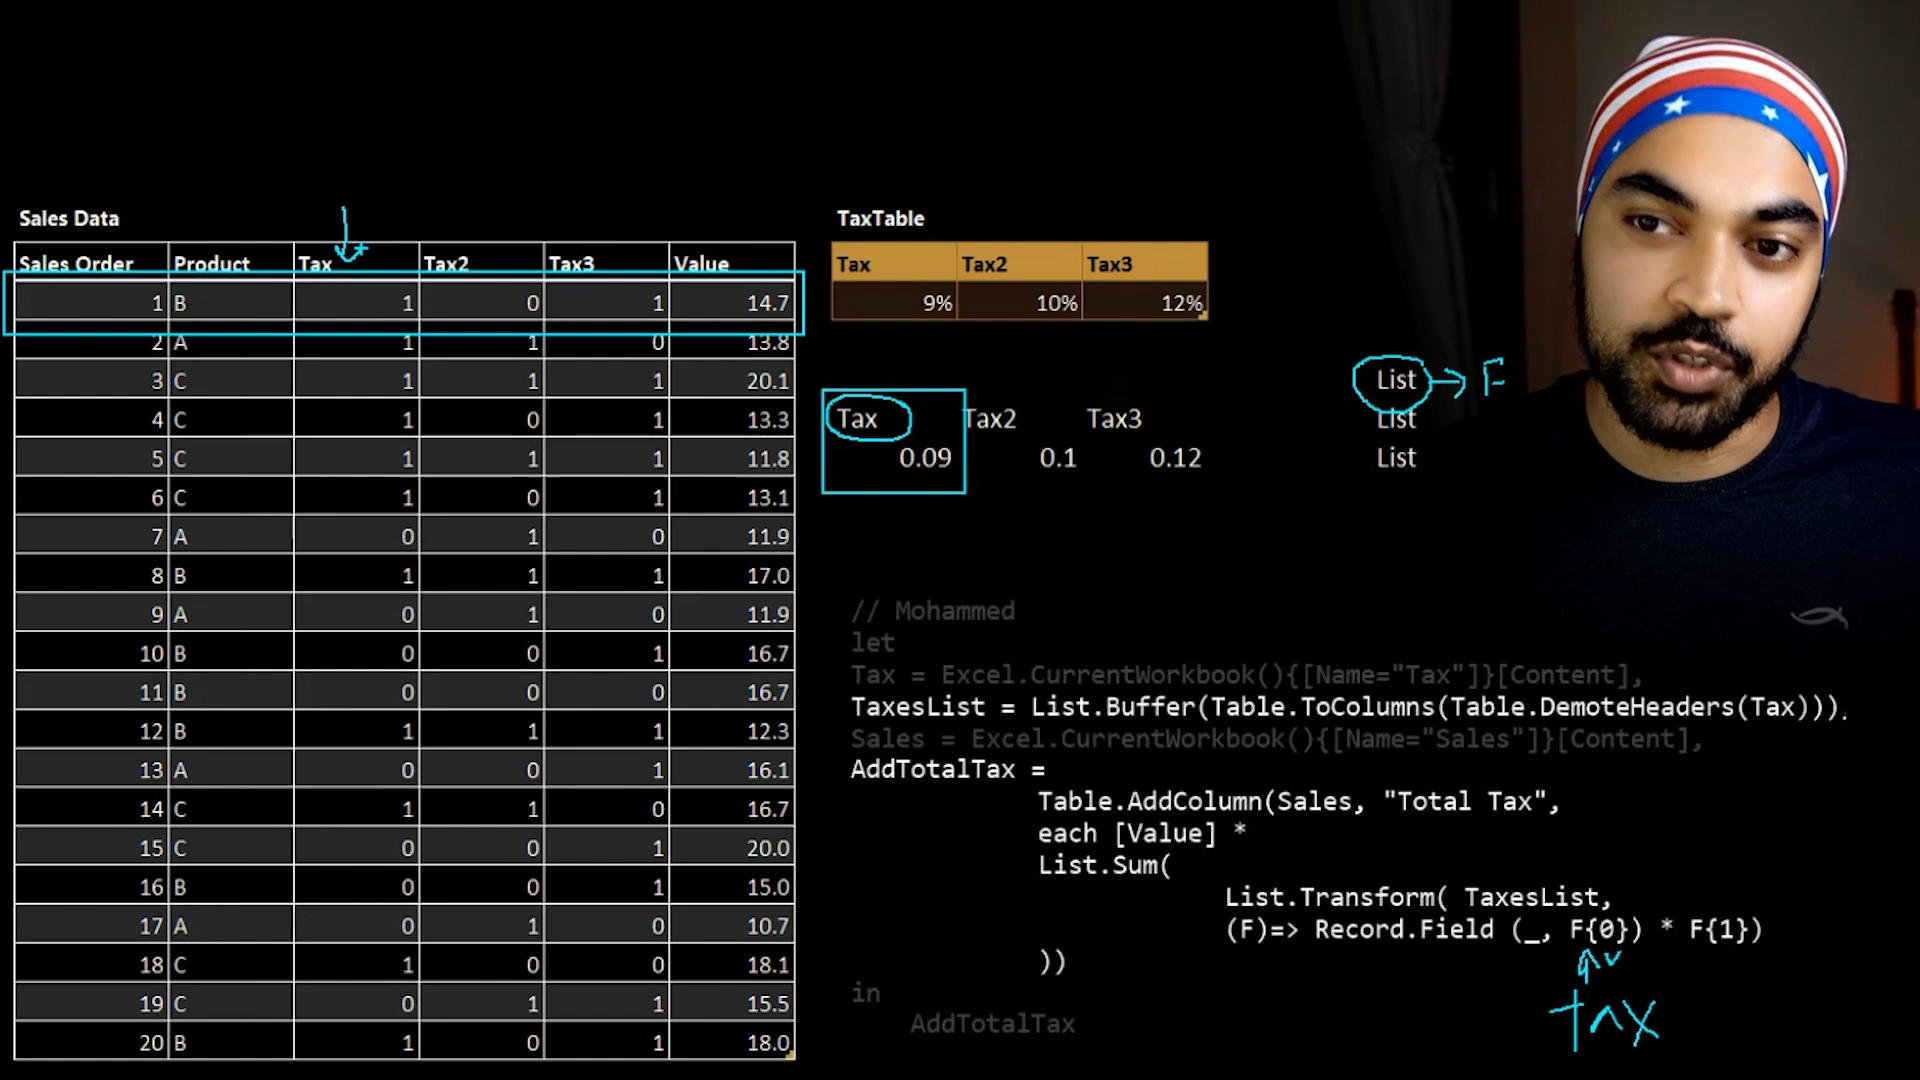 Sales Data
Sales Order Product Tax Tax2 Tax3 Value
1 B 1 0 1 14.7
2 A 1 1 0 13.8
3 C 1 1 1 20.1
4 C 1 0 1 13.3
5 C 1 1 1 11.8
6 C 1 0 1 13.1
7 A 0 1 0 11.9
8 B 1 1 1 17.0
9 A 0 1 0 11.9
10 B 0 0 1 16.7
11 B 0 0 0 16.7
12 B 1 1 1 12.3
13 A 0 0 1 16.1
14 C 1 1 0 16.7
15 C 0 0 1 20.0
16 B 0 0 1 15.0
17 A 0 1 0 10.7
18 C 1 0 0 18.1
19 C 0 1 1 15.5
20 B 1 0 1 18.0
TaxTable
Tax Tax2 Tax3
9% 10% 12%
Tax Tax2 Tax3
0.09 0.1 0.12
List F
List
List
// Mohammed
let
Tax = Excel.CurrentWorkbook(){[Name="Tax"]}[Content],
TaxesList = List.Buffer(Table.ToColumns(Table.DemoteHeaders(Tax))),
Sales = Excel.CurrentWorkbook(){[Name="Sales"]}[Content],
AddTotalTax =
Table.AddColumn(Sales, "Total Tax",
each [Value] *
List.Sum(
List.Transform( TaxesList,
(F)=> Record.Field (_, F{0}) * F{1})
))
in
AddTotalTax
tax